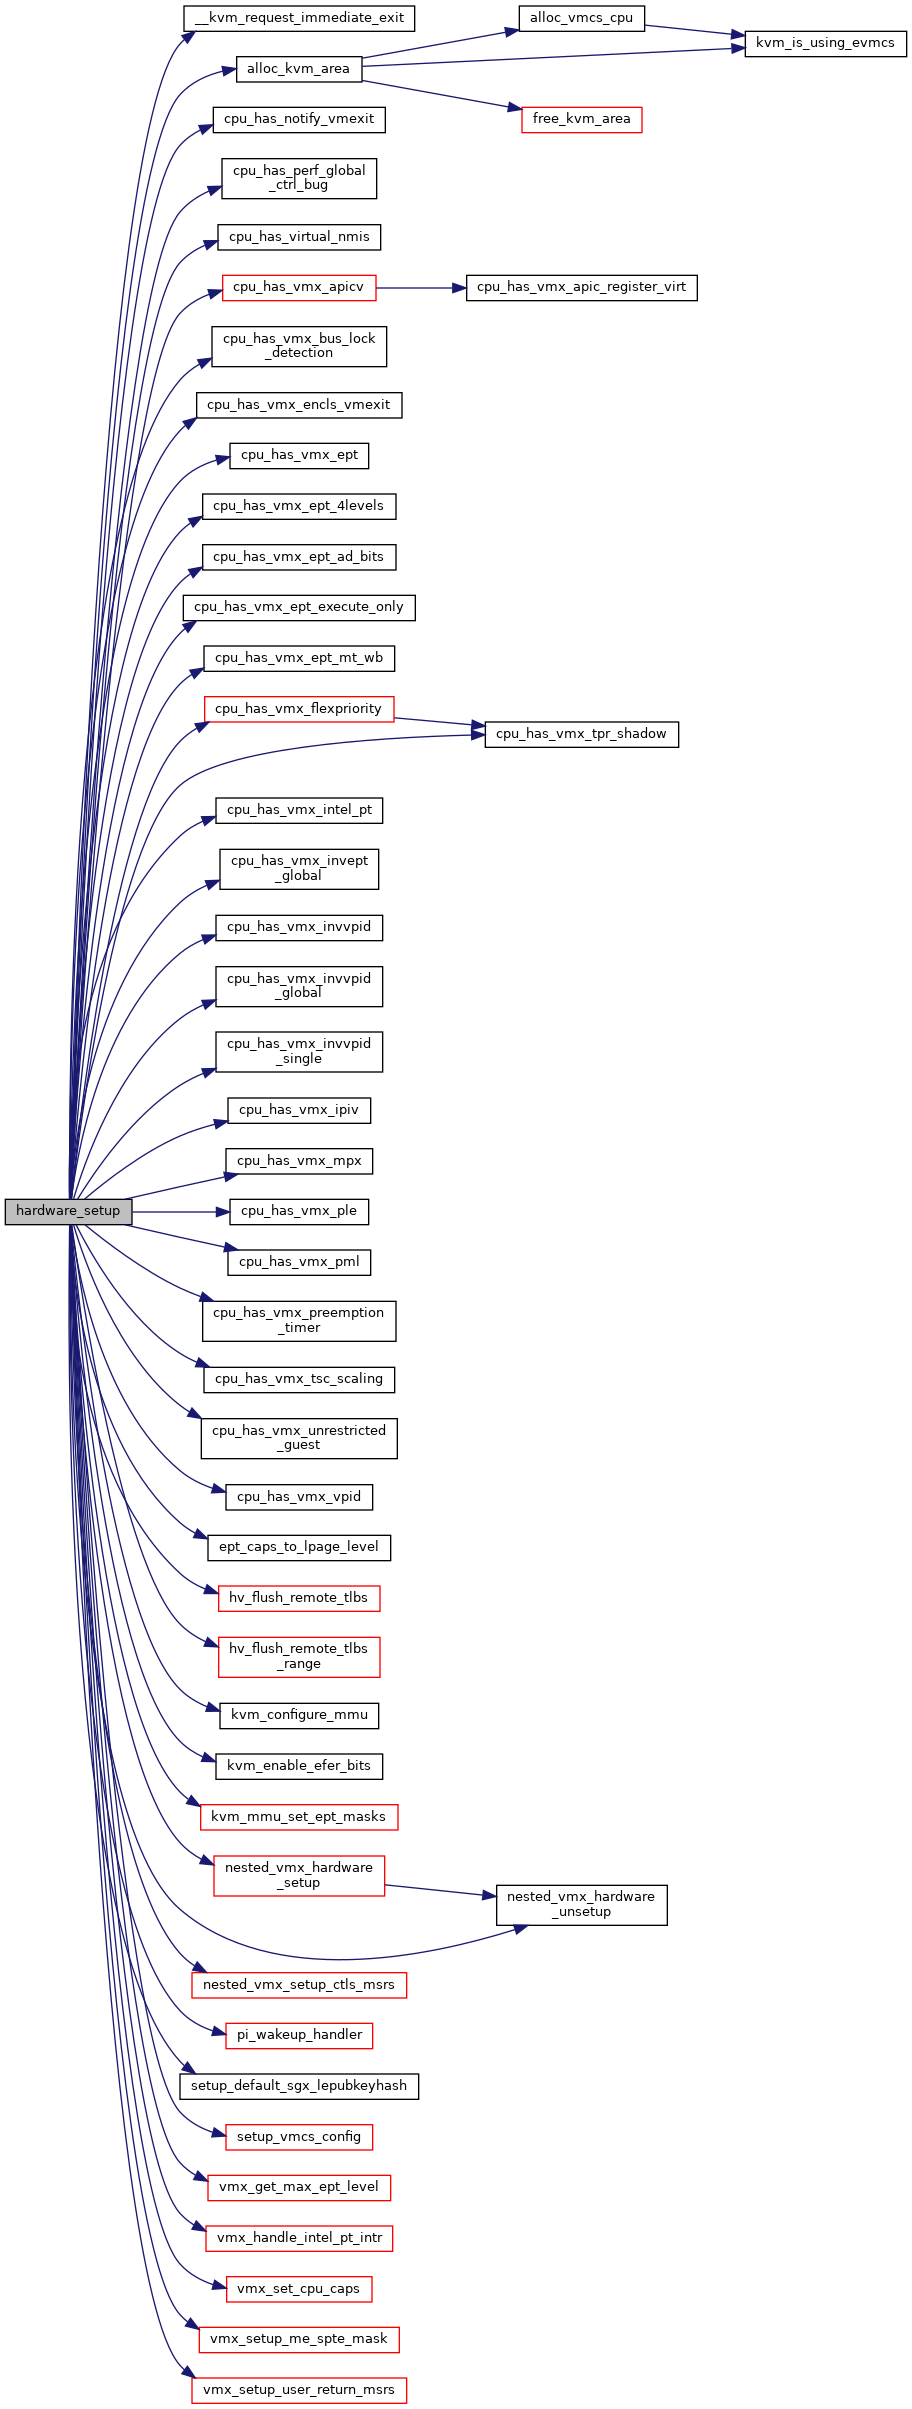 __kvm_request_immediate_exit
alloc_vmcs_cpu
kvm_is_using_evmcs
alloc_kvm_area
cpu_has_notify_vmexit
free_kvm_area
cpu_has_perf_global
_ctrl_bug
cpu_has_virtual_nmis
cpu_has_vmx_apicv
cpu_has_vmx_apic_register_virt
cpu_has_vmx_bus_lock
_detection
cpu_has_vmx_encls_vmexit
cpu_has_vmx_ept
cpu_has_vmx_ept_4levels
cpu_has_vmx_ept_ad_bits
cpu_has_vmx_ept_execute_only
cpu_has_vmx_ept_mt_wb
cpu_has_vmx_flexpriority
cpu_has_vmx_tpr_shadow
cpu_has_vmx_intel_pt
cpu_has_vmx_invept
_global
cpu_has_vmx_invvpid
cpu_has_vmx_invvpid
_global
cpu_has_vmx_invvpid
_single
cpu_has_vmx_ipiv
cpu_has_vmx_mpx
hardware_setup
cpu_has_vmx_ple
cpu_has_vmx_pml
cpu_has_vmx_preemption
_timer
cpu_has_vmx_tsc_scaling
cpu_has_vmx_unrestricted
_guest
cpu_has_vmx_vpid
ept_caps_to_lpage_level
hv_flush_remote_tlbs
hv_flush_remote_tlbs
_range
kvm_configure_mmu
kvm_enable_efer_bits
kvm_mmu_set_ept_masks
nested_vmx_hardware
_setup
nested_vmx_hardware
_unsetup
nested_vmx_setup_ctls_msrs
pi_wakeup_handler
setup_default_sgx_lepubkeyhash
setup_vmcs_config
vmx_get_max_ept_level
vmx_handle_intel_pt_intr
vmx_set_cpu_caps
vmx_setup_me_spte_mask
vmx_setup_user_return_msrs